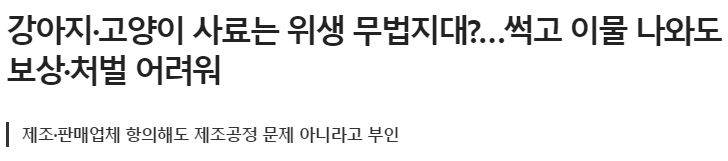 강아지·고양이 사료는 위생 무법지대?…썩고 이물 나와도
보상·처벌 어려워
제조·판매업체 항의해도 제조공정 문제 아니라고 부인